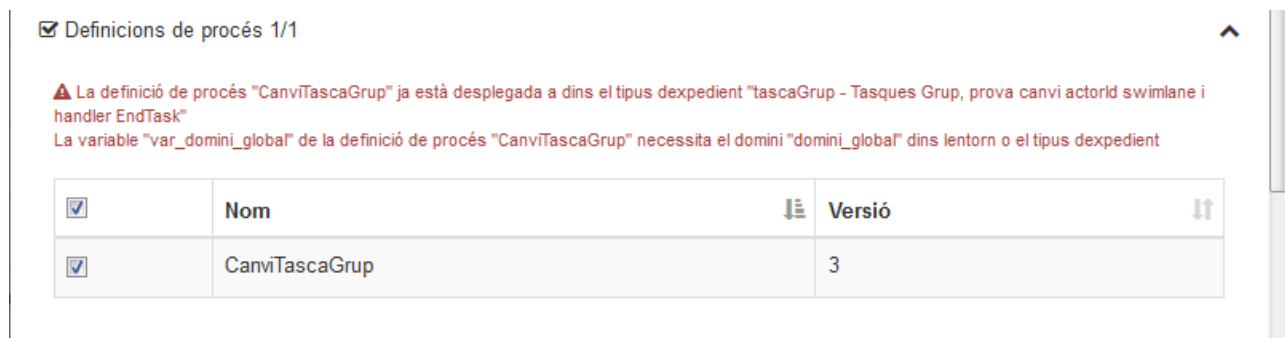 Definicions de procés 1/1
La definició de procés "CanviTascaGrup" ja està desplegada a dins el tipus dexpedient "tascaGrup - Tasques Grup, prova canvi actorId swimlane i
handler EndTask"
La variable "var_domini_global" de la definició de procés "CanviTascaGrup" necessita el domini "domini_global" dins lentorn o el tipus dexpedient
Nom Versió
CanviTascaGrup 3